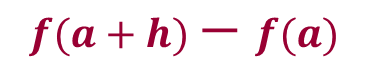 f(a + h) − f(a)